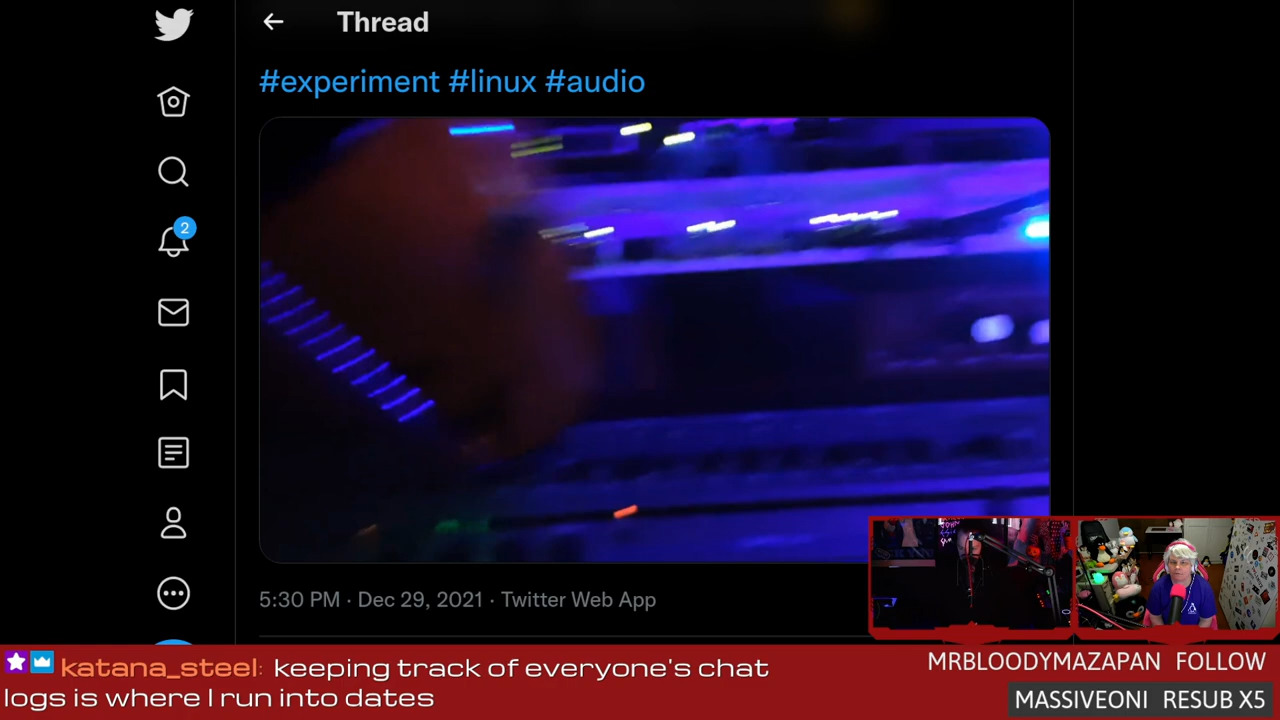 Thread
#experiment #linux #audio
2
5:30 PM · Dec 29, 2021 · Twitter Web App
katana_steel: keeping track of everyone's chat
logs is where I run into dates
MRBLOODYMAZAPAN FOLLOW
MASSIVEONI RESUB X5